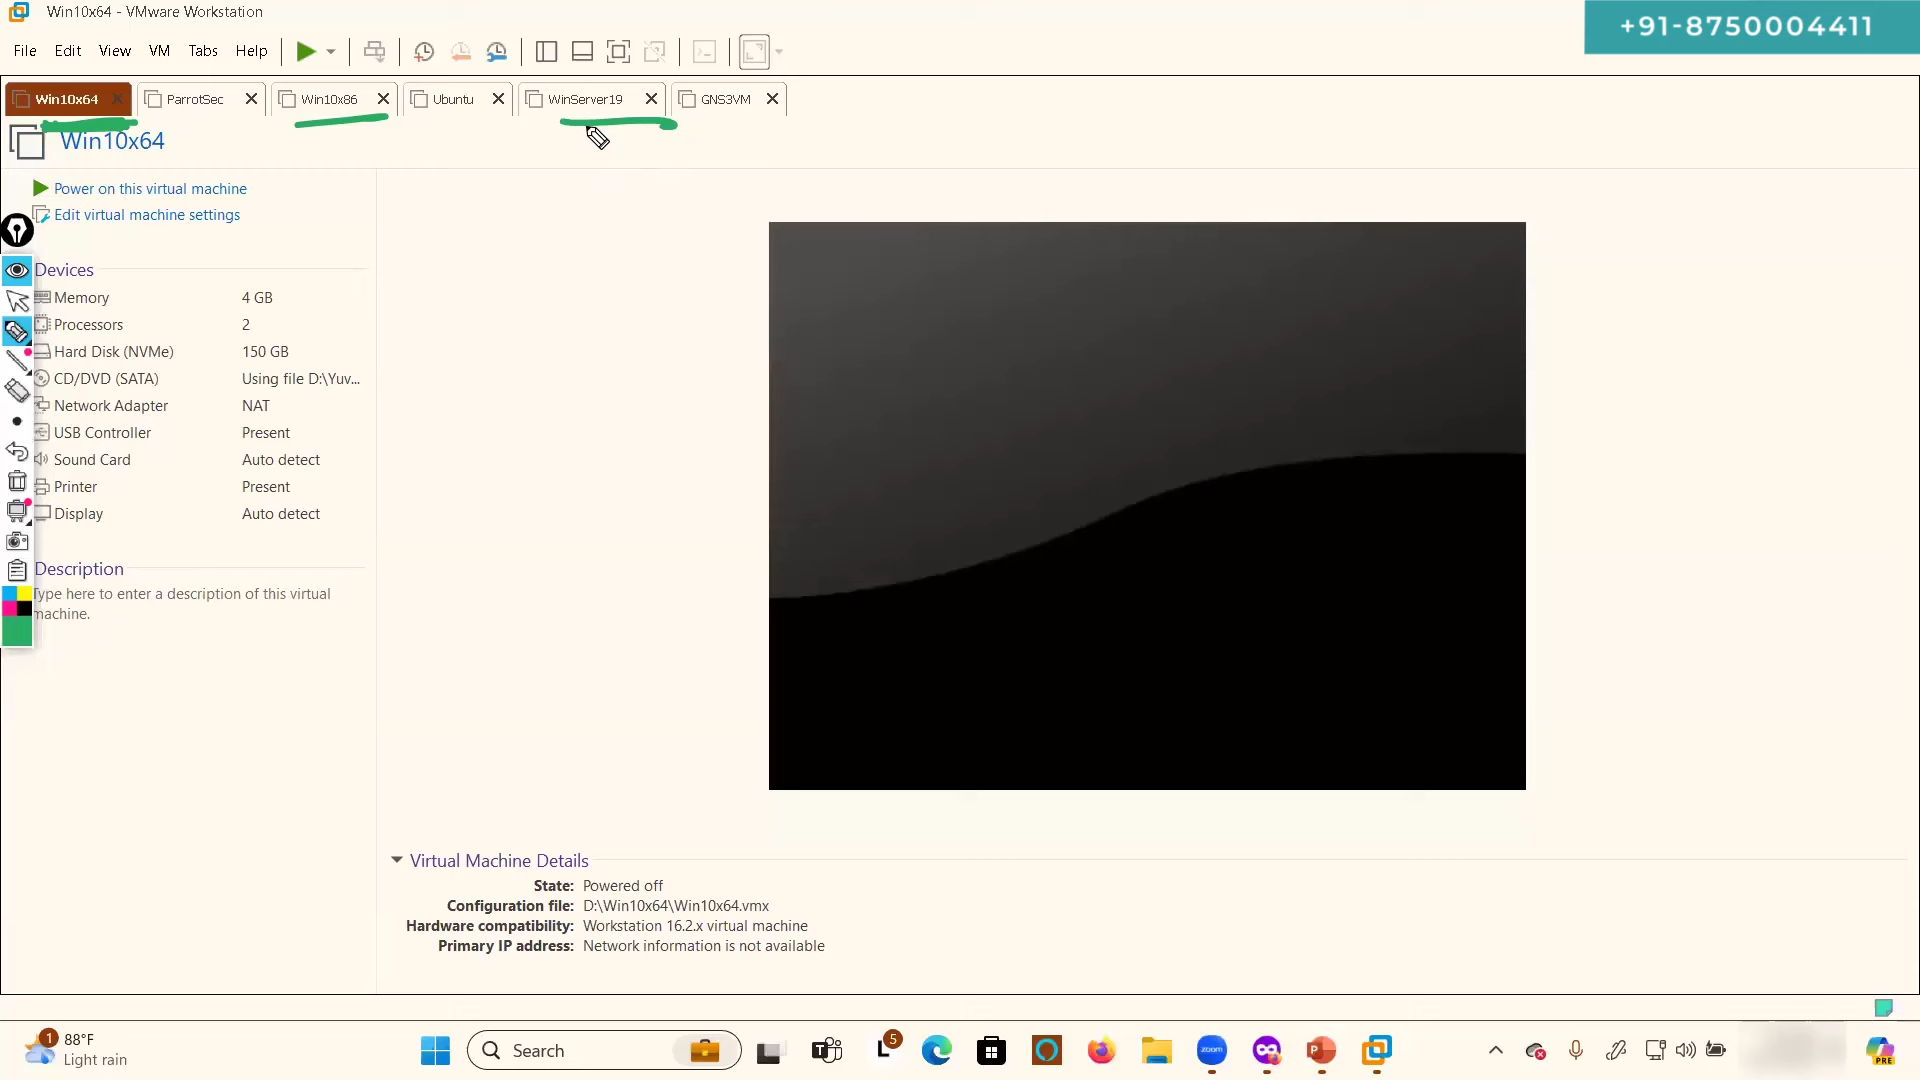 Win10x64 - VMware Workstation
+91-8750004411
File Edit View VM Tabs Help
Win10x64 ParrotSec Win10x86 Ubuntu WinServer19 GNS3VM
Win10x64
Power on this virtual machine
Edit virtual machine settings
Devices
Memory 4 GB
Processors 2
Hard Disk (NVMe) 150 GB
CD/DVD (SATA) Using file D:\Yuv...
Network Adapter NAT
USB Controller Present
Sound Card Auto detect
Printer Present
Display Auto detect
Description
Type here to enter a description of this virtual
machine.
Virtual Machine Details
State: Powered off
Configuration file: D:\Win10x64\Win10x64.vmx
Hardware compatibility: Workstation 16.2.x virtual machine
Primary IP address: Network information is not available
1 88°F
Light rain
Search
L 5
zoom
PRE